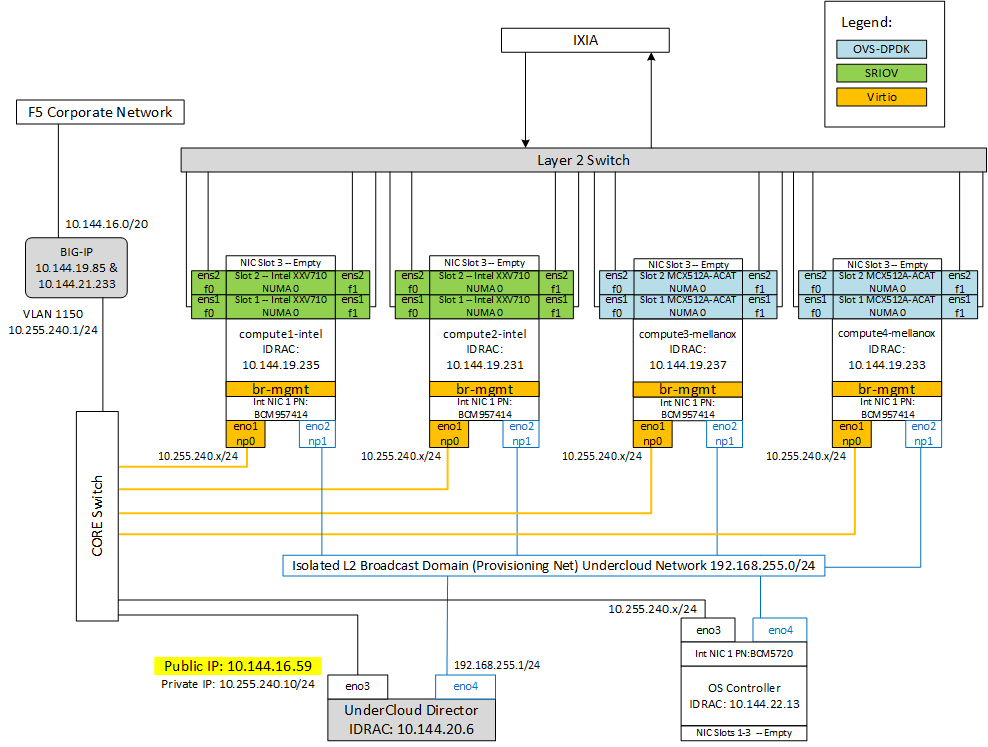 IXIA
Legend:
OVS-DPDK
SRIOV
Virtio
F5 Corporate Network
Layer 2 Switch
10.144.16.0/20
BIG-IP
10.144.19.85 &
10.144.21.233
VLAN 1150
10.255.240.1/24
NIC Slot 3 -- Empty
ens2
f0
Slot 2 -- Intel XXV710
NUMA 0
ens2
f1
ens1
f0
Slot 1 -- Intel XXV710
NUMA 0
ens1
f1
compute1-intel
IDRAC:
10.144.19.235
br-mgmt
Int NIC 1 PN:
BCM957414
eno1
np0
eno2
np1
10.255.240.x/24
NIC Slot 3 -- Empty
ens2
f0
Slot 2 -- Intel XXV710
NUMA 0
ens2
f1
ens1
f0
Slot 1 -- Intel XXV710
NUMA 0
ens1
f1
compute2-intel
IDRAC:
10.144.19.231
br-mgmt
Int NIC 1 PN:
BCM957414
eno1
np0
eno2
np1
10.255.240.x/24
NIC Slot 3 -- Empty
ens2
f0
Slot 2 MCX512A-ACAT
NUMA 0
ens2
f1
ens1
f0
Slot 1 MCX512A-ACAT
NUMA 0
ens1
f1
compute3-mellanox
IDRAC:
10.144.19.237
br-mgmt
Int NIC 1 PN:
BCM957414
eno1
np0
eno2
np1
10.255.240.x/24
NIC Slot 3 -- Empty
ens2
f0
Slot 2 MCX512A-ACAT
NUMA 0
ens2
f1
ens1
f0
Slot 1 MCX512A-ACAT
NUMA 0
ens1
f1
compute4-mellanox
IDRAC:
10.144.19.233
br-mgmt
Int NIC 1 PN:
BCM957414
eno1
np0
eno2
np1
10.255.240.x/24
CORE Switch
Isolated L2 Broadcast Domain (Provisioning Net) Undercloud Network 192.168.255.0/24
10.255.240.x/24
eno3
eno4
Int NIC 1 PN:BCM5720
OS Controller
IDRAC: 10.144.22.13
NIC Slots 1-3 -- Empty
Public IP: 10.144.16.59
Private IP: 10.255.240.10/24
192.168.255.1/24
eno3
eno4
UnderCloud Director
IDRAC: 10.144.20.6